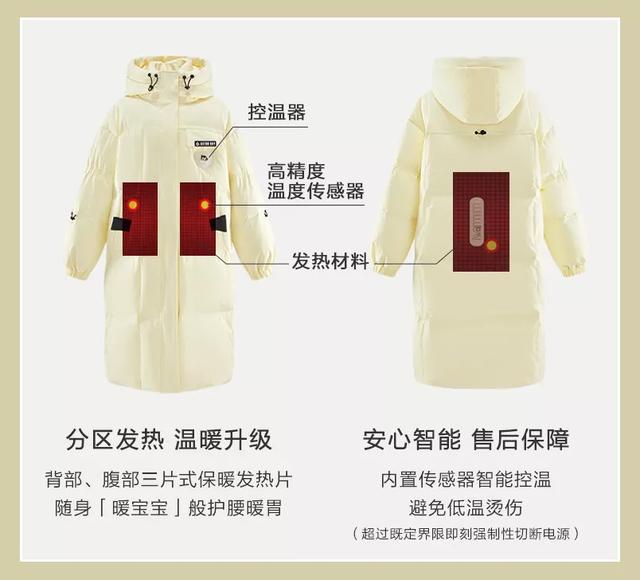 控温器
高精度
温度传感器
发热材料
分区发热 温暖升级
背部、腹部三片式保暖发热片
随身「暖宝宝」般护腰暖胃
安心智能 售后保障
内置传感器智能控温
避免低温烫伤
（超过既定界限即刻强制性切断电源）